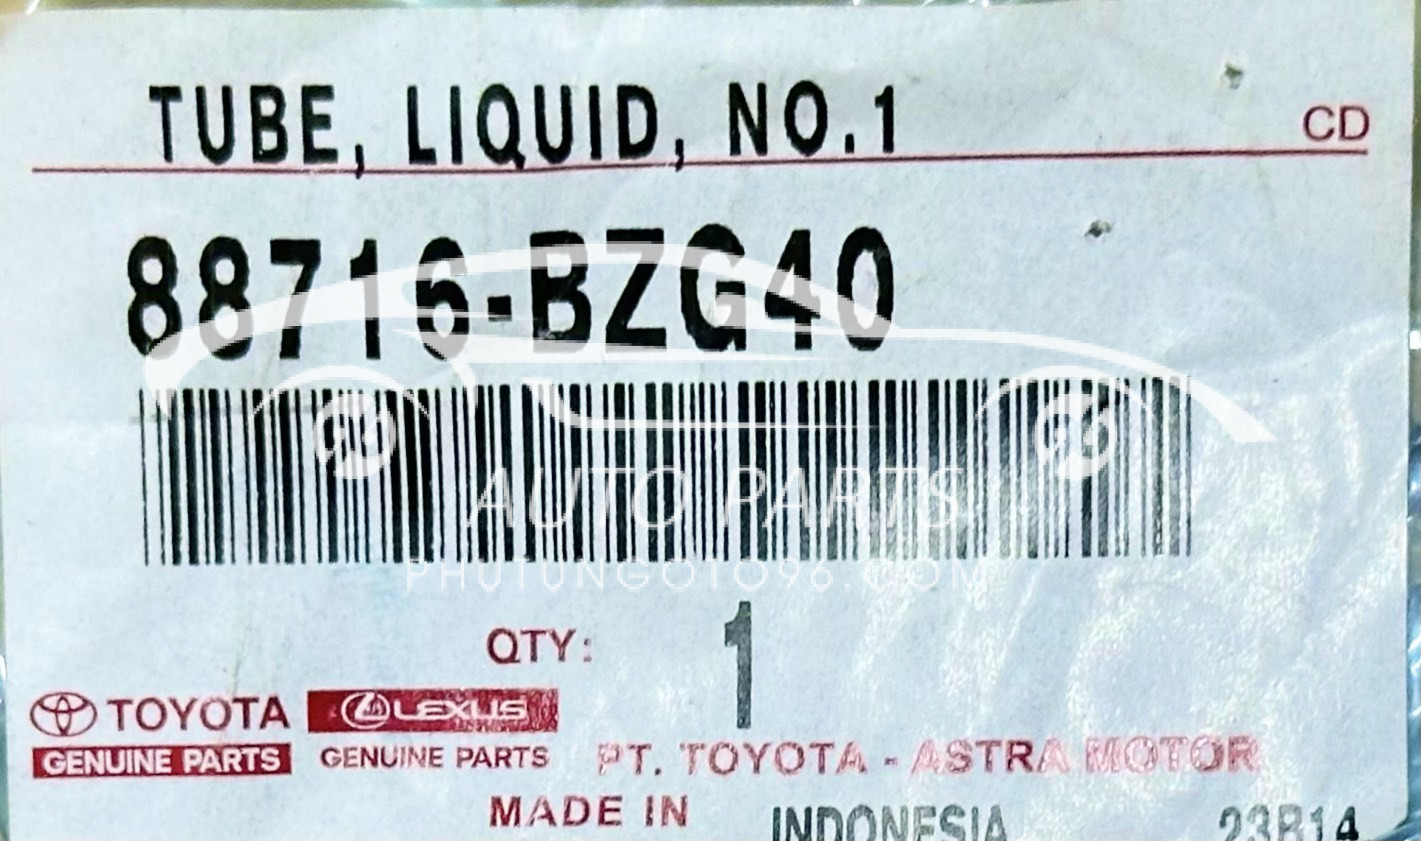 TUBE, LIQUID, NO.1
CD
88716-BZG40
AUTO PARTS
PHUTUNGOTO96.COM
QTY: 1
TOYOTA
GENUINE PARTS
LEXUS
GENUINE PARTS
PT. TOYOTA - ASTRA MOTOR
MADE IN INDONESIA
23B14